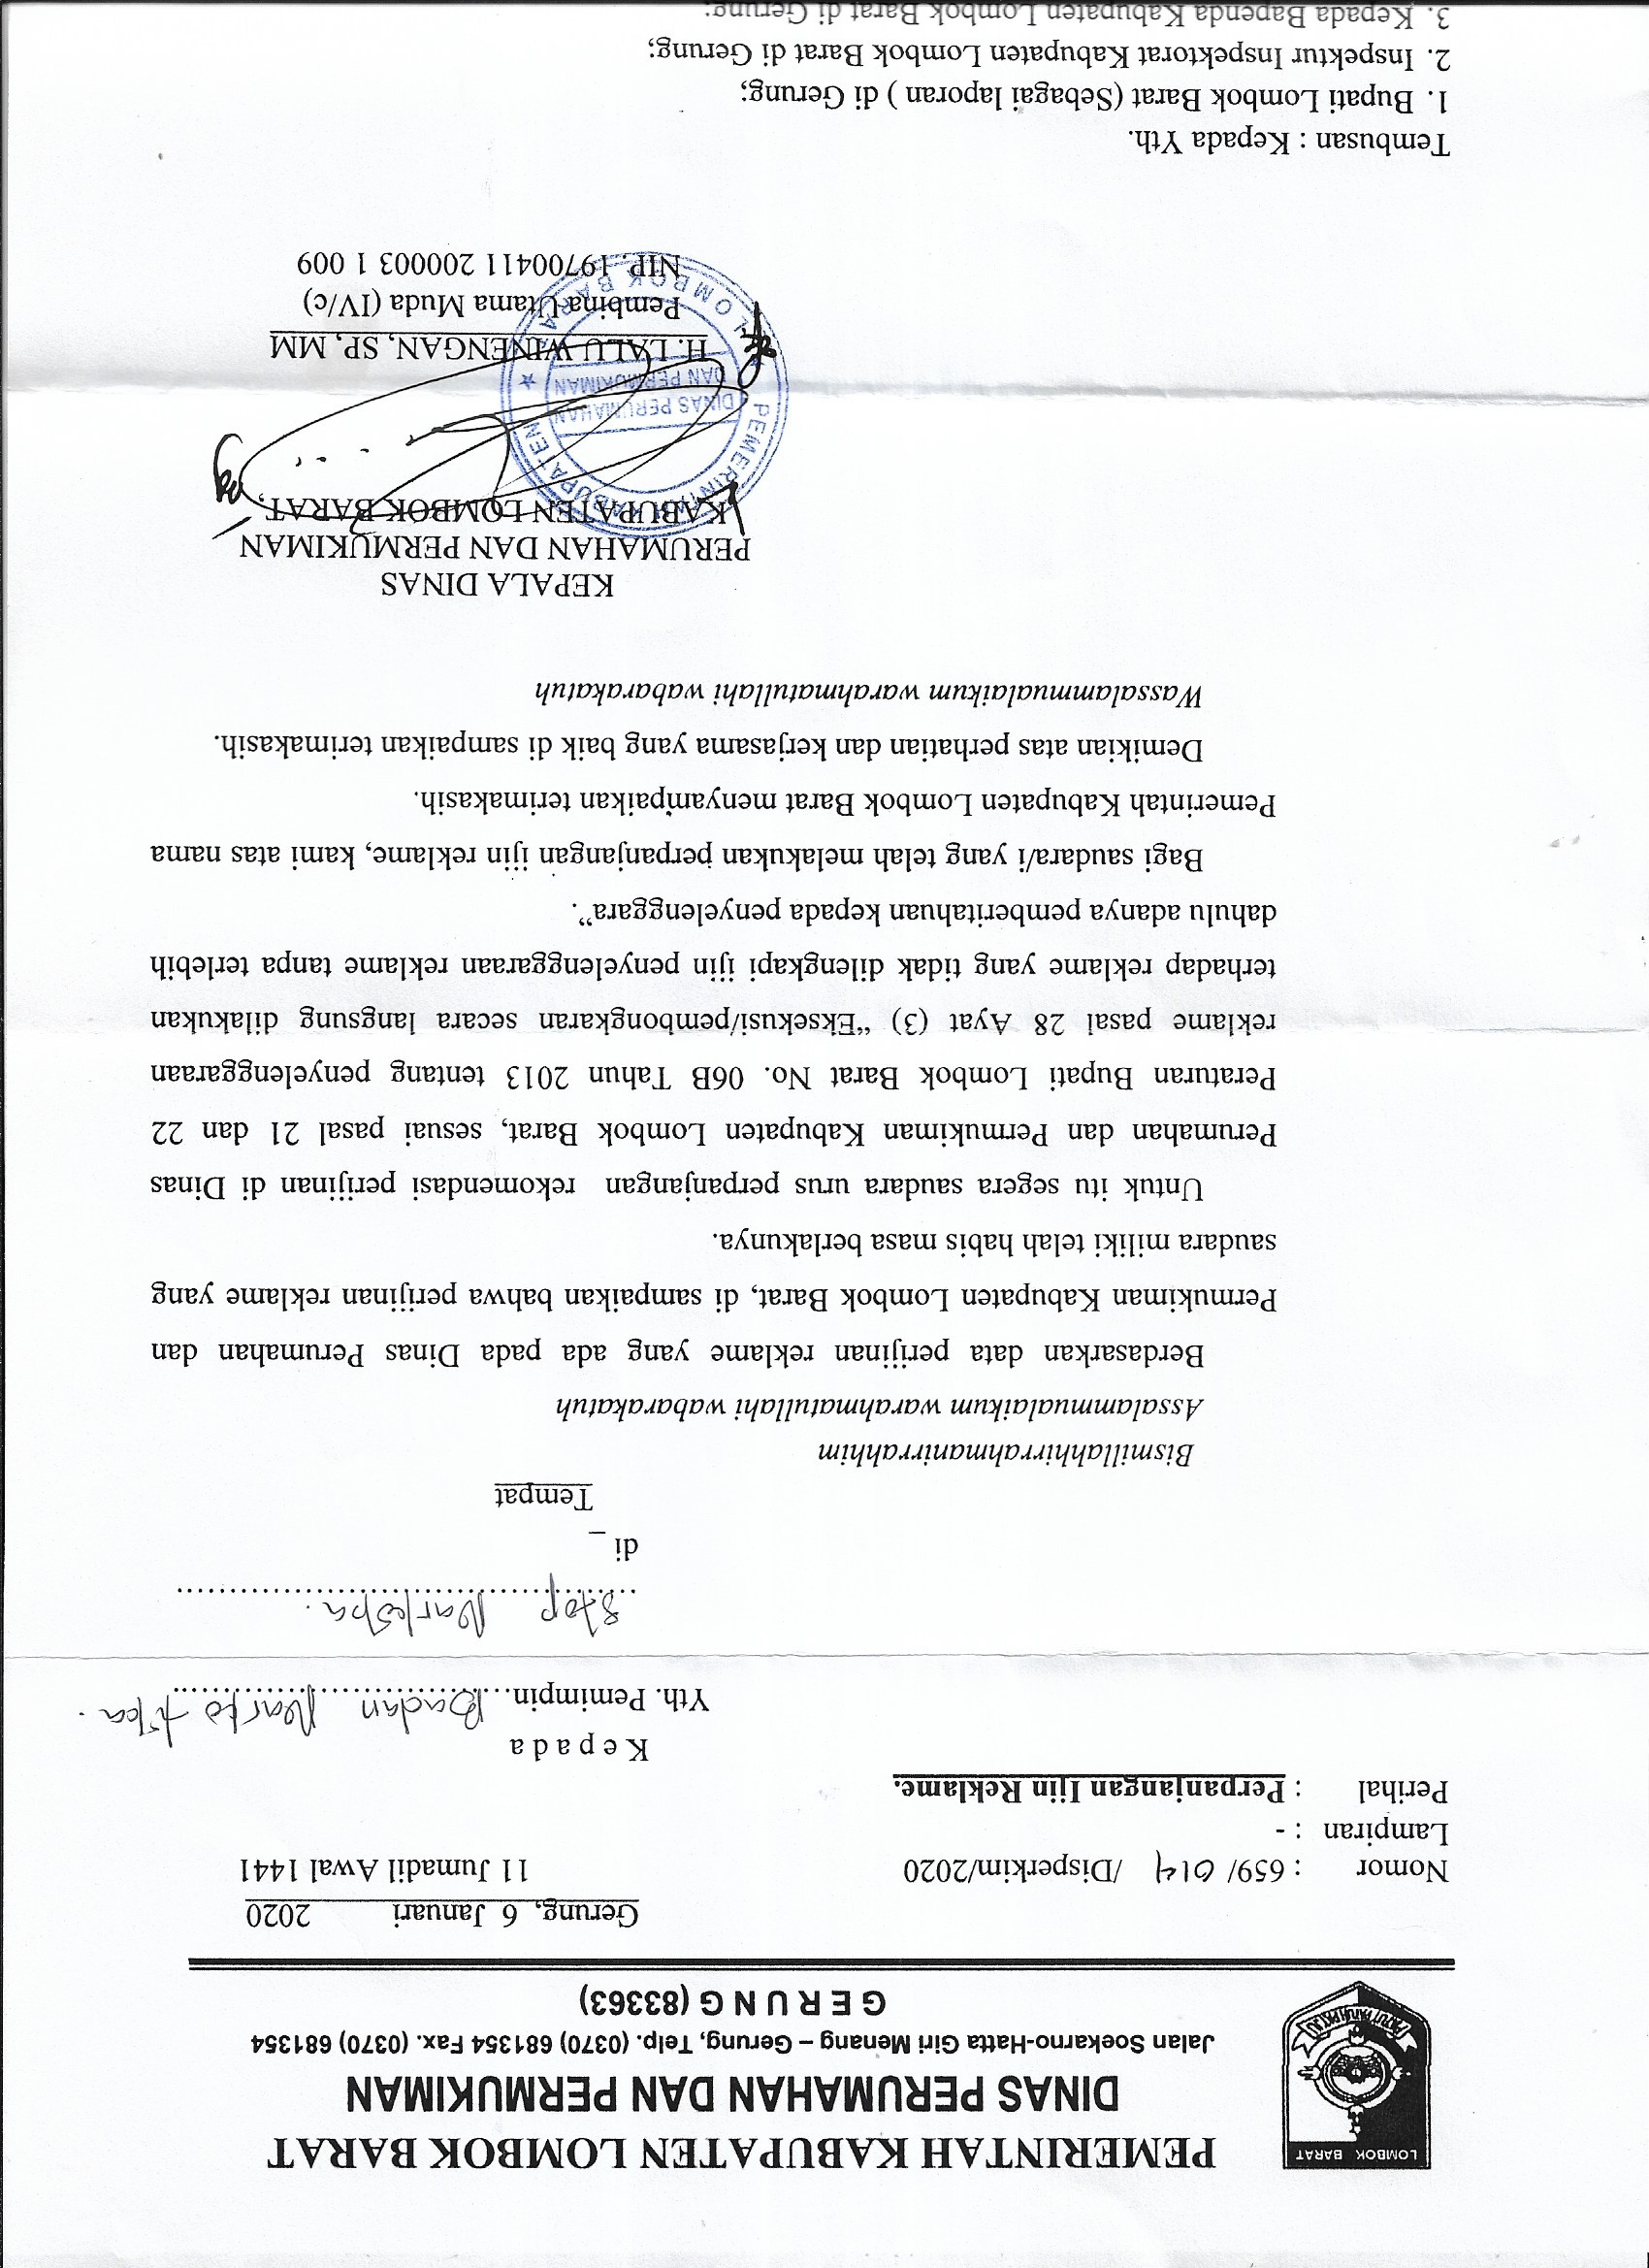 LOMBOK BARAT
PATUT PATUH PATJU
PEMERINTAH KABUPATEN LOMBOK BARAT
DINAS PERUMAHAN DAN PERMUKIMAN
Jalan Soekarno-Hatta Giri Menang – Gerung, Telp. (0370) 681354 Fax. (0370) 681354
G E R U N G (83363)
Gerung, 6 Januari 2020
11 Jumadil Awal 1441
Nomor : 659/ 014 /Disperkim/2020
Lampiran : -
Perihal : Perpanjangan Ijin Reklame.
K e p a d a
Yth. Pemimpin Badan Narkotika.
Stop Narkoba.
di _
Tempat
Bismillahhirrahmanirrahhim
Assalammualaikum warahmatullahi wabarakatuh
Berdasarkan data perijinan reklame yang ada pada Dinas Perumahan dan
Permukiman Kabupaten Lombok Barat, di sampaikan bahwa perijinan reklame yang
saudara miliki telah habis masa berlakunya.
Untuk itu segera saudara urus perpanjangan rekomendasi perijinan di Dinas
Perumahan dan Permukiman Kabupaten Lombok Barat, sesuai pasal 21 dan 22
Peraturan Bupati Lombok Barat No. 06B Tahun 2013 tentang penyelenggaraan
reklame pasal 28 Ayat (3) “Eksekusi/pembongkaran secara langsung dilakukan
terhadap reklame yang tidak dilengkapi ijin penyelenggaraan reklame tanpa terlebih
dahulu adanya pemberitahuan kepada penyelenggara”.
Bagi saudara/i yang telah melakukan perpanjangan ijin reklame, kami atas nama
Pemerintah Kabupaten Lombok Barat menyampaikan terimakasih.
Demikian atas perhatian dan kerjasama yang baik di sampaikan terimakasih.
Wassalammualaikum warahmatullahi wabarakatuh
KEPALA DINAS
PERUMAHAN DAN PERMUKIMAN
KABUPATEN LOMBOK BARAT,
PEMERINTAH KABUPATEN
DINAS PERUMAHAN
DAN PERMUKIMAN
LOMBOK BARAT
H. LALU WINENGAN, SP, MM
Pembina Utama Muda (IV/c)
NIP. 19700411 200003 1 009
Tembusan : Kepada Yth.
1. Bupati Lombok Barat (Sebagai laporan ) di Gerung;
2. Inspektur Inspektorat Kabupaten Lombok Barat di Gerung;
3. Kepada Bapenda Kabupaten Lombok Barat di Gerung;